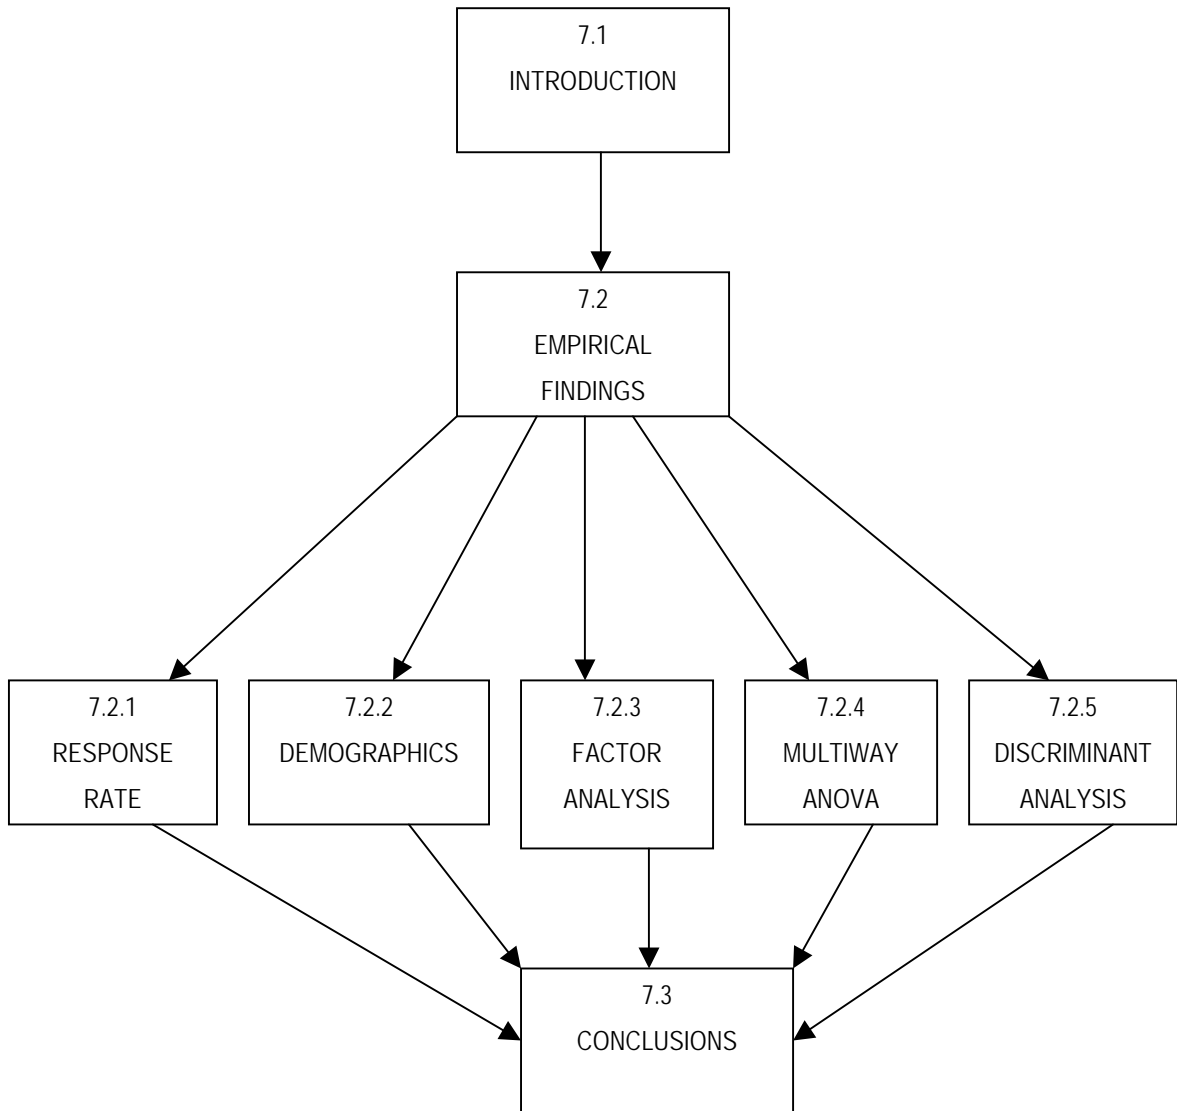 7.1
INTRODUCTION
7.2
EMPIRICAL
FINDINGS
7.2.1
RESPONSE
RATE
7.2.2
DEMOGRAPHICS
7.2.3
FACTOR
ANALYSIS
7.2.4
MULTIWAY
ANOVA
7.2.5
DISCRIMINANT
ANALYSIS
7.3
CONCLUSIONS